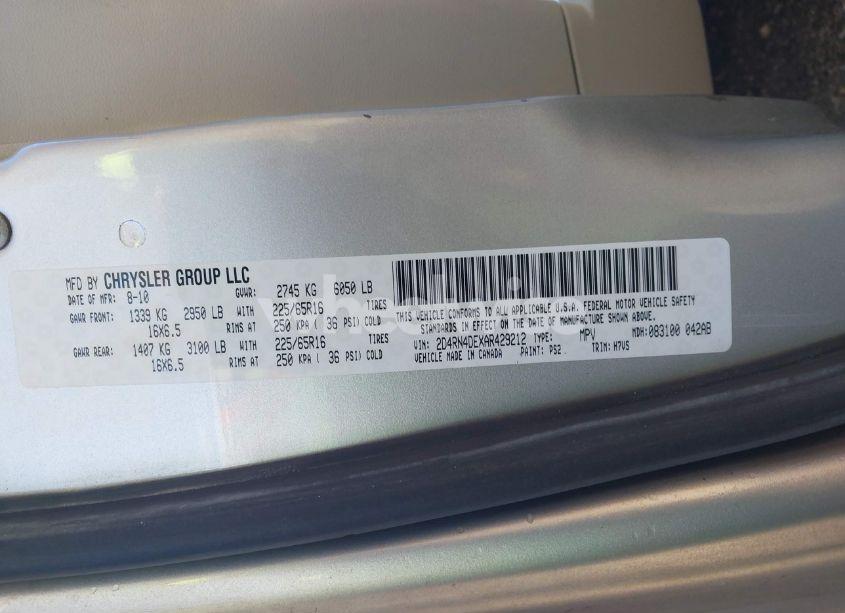 MFD BY CHRYSLER GROUP LLC
DATE OF MFR: 8-10 GVWR: 2745 KG 6050 LB
GAWR FRONT: 1339 KG 2950 LB WITH 225/65R16 TIRES
16X6.5 RIMS AT 250 KPA ( 36 PSI) COLD
GAWR REAR: 1407 KG 3100 LB WITH 225/65R16 TIRES
16X6.5 RIMS AT 250 KPA ( 36 PSI) COLD
THIS VEHICLE CONFORMS TO ALL APPLICABLE U.S.A. FEDERAL MOTOR VEHICLE SAFETY
STANDARDS IN EFFECT ON THE DATE OF MANUFACTURE SHOWN ABOVE.
VIN: 2D4RN4DEXAR429212 TYPE: MPV MDH: 083100 042AB
VEHICLE MADE IN CANADA PAINT: PS2 TRIM: H7VS